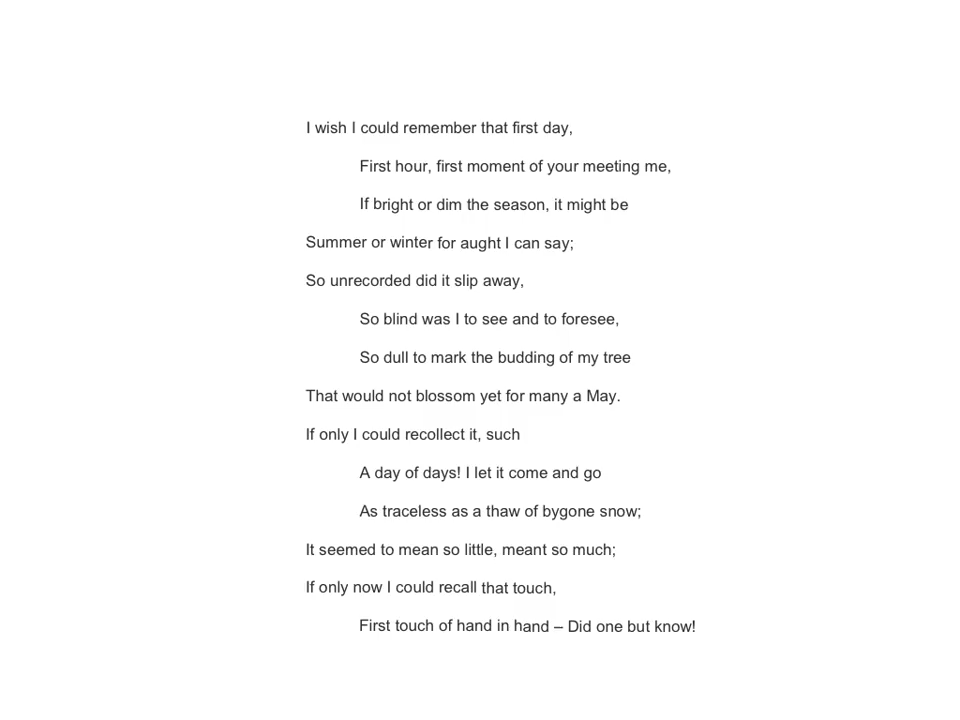 I wish I could remember that first day,
First hour, first moment of your meeting me,
If bright or dim the season, it might be
Summer or winter for aught I can say;
So unrecorded did it slip away,
So blind was I to see and to foresee,
So dull to mark the budding of my tree
That would not blossom yet for many a May.
If only I could recollect it, such
A day of days! I let it come and go
As traceless as a thaw of bygone snow;
It seemed to mean so little, meant so much;
If only now I could recall that touch,
First touch of hand in hand – Did one but know!